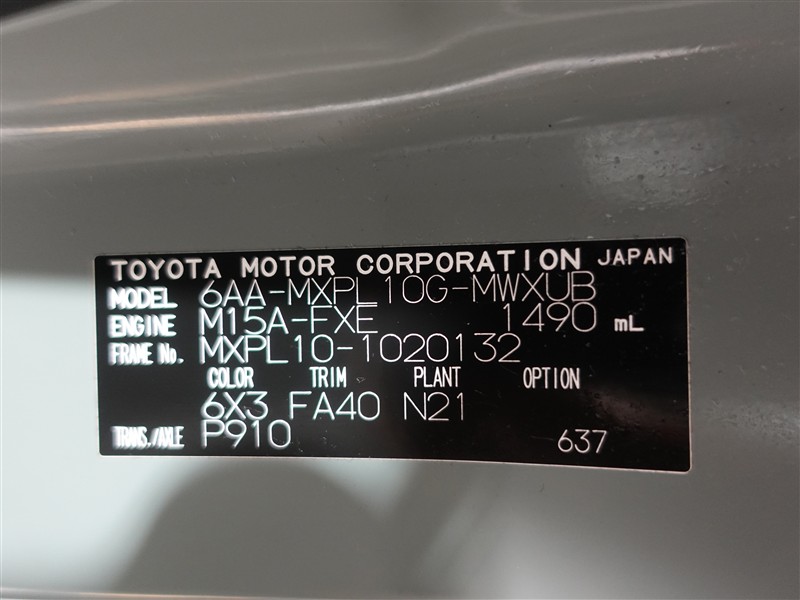 TOYOTA MOTOR CORPORATION JAPAN
MODEL 6AA-MXPL10G-MWXUB
ENGINE M15A-FXE 1490 mL
FRAME No. MXPL10-1020132
COLOR TRIM PLANT OPTION
6X3 FA40 N21
TRANS./AXLE P910 637